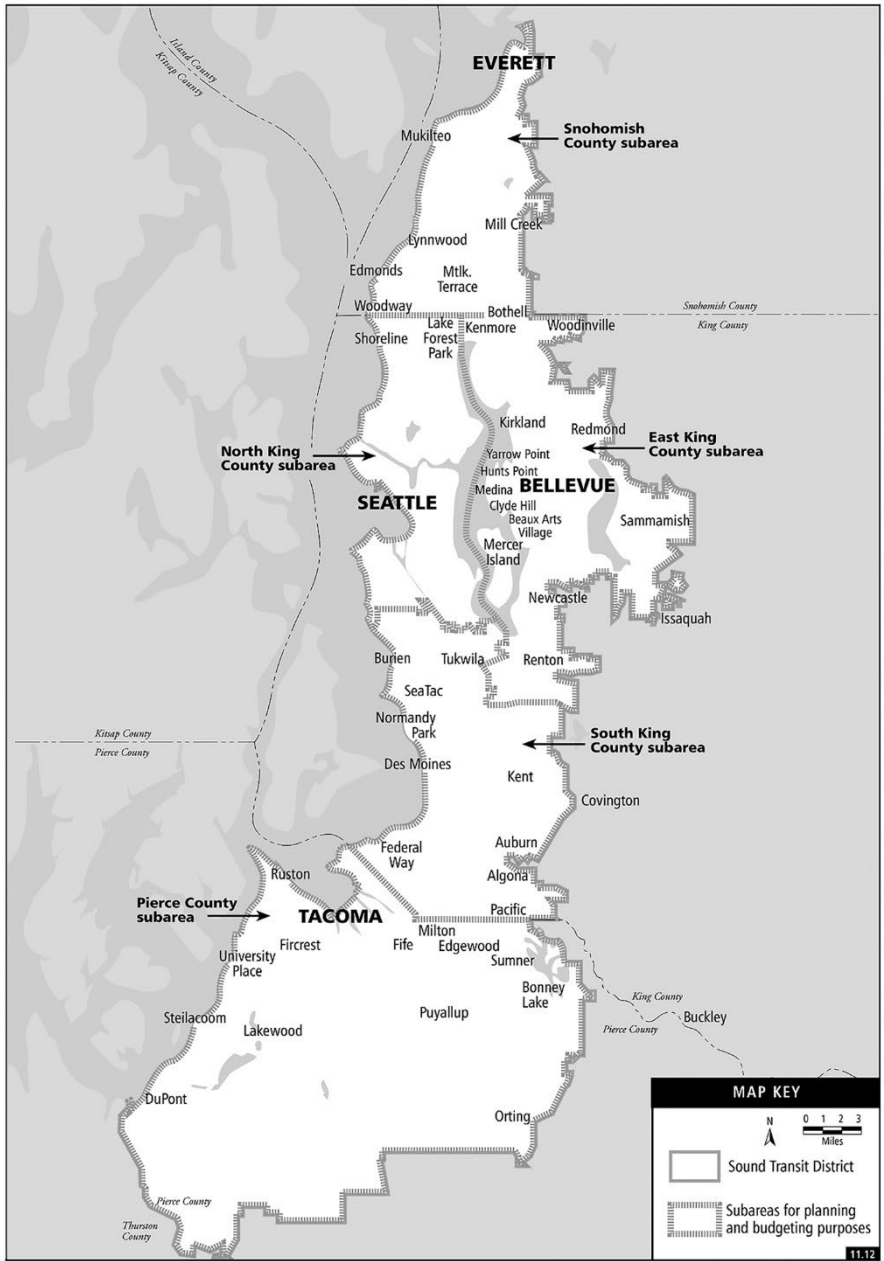 Island County
Kitsap County
EVERETT
Mukilteo
Snohomish
County subarea
Mill Creek
Lynnwood
Edmonds
Mtlk.
Terrace
Woodway
Bothell
Snohomish County
King County
Shoreline
Lake
Forest
Park
Kenmore
Woodinville
Kirkland
Redmond
North King
County subarea
East King
County subarea
Yarrow Point
Hunts Point
Medina
BELLEVUE
SEATTLE
Clyde Hill
Beaux Arts
Village
Sammamish
Mercer
Island
Newcastle
Issaquah
Burien
Tukwila
Renton
SeaTac
Normandy
Park
Kitsap County
Pierce County
South King
County subarea
Des Moines
Kent
Covington
Federal
Way
Auburn
Ruston
Algona
Pierce County
subarea
TACOMA
Pacific
Milton
Fircrest
Fife
Edgewood
University
Place
Sumner
Bonney
Lake
King County
Pierce County
Buckley
Steilacoom
Lakewood
Puyallup
DuPont
Orting
Pierce County
Thurston
County
MAP KEY
N
0 1 2 3
Miles
Sound Transit District
Subareas for planning
and budgeting purposes
11.12